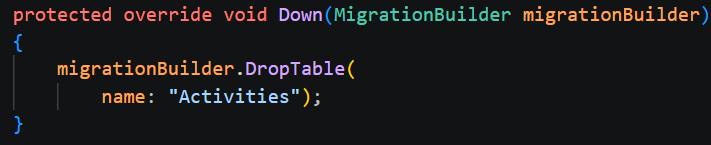 protected override void Down(MigrationBuilder migrationBuilder)
{
    migrationBuilder.DropTable(
        name: "Activities");
}